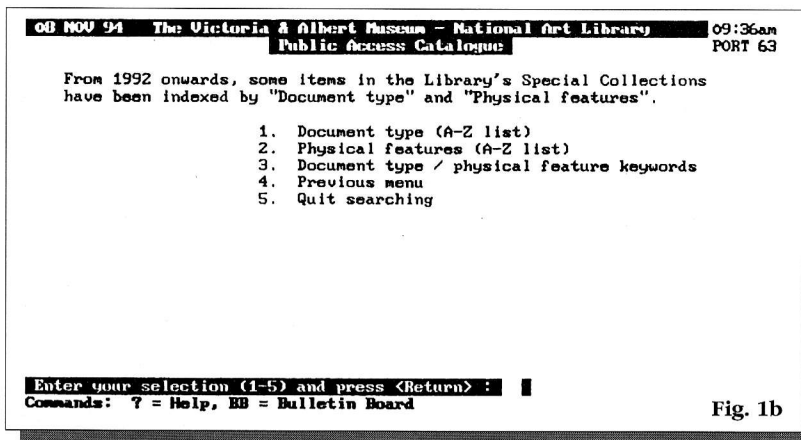 08 NOV 94 The Victoria & Albert Museum - National Art Library 09:36am
Public Access Catalogue PORT 63
From 1992 onwards, some items in the Library's Special Collections
have been indexed by "Document type" and "Physical features".
1. Document type (A-Z list)
2. Physical features (A-Z list)
3. Document type / physical feature keywords
4. Previous menu
5. Quit searching
Enter your selection (1-5) and press <Return> :
Commands: ? = Help, BB = Bulletin Board
Fig. 1b